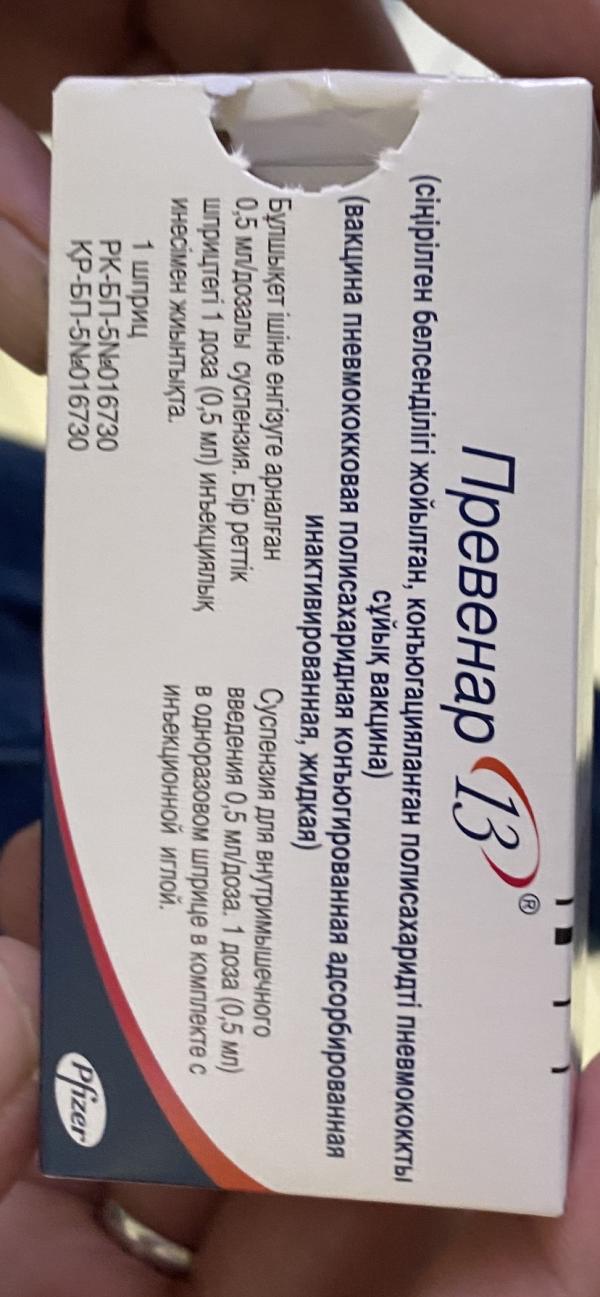 Превенар 13®
(сіңірілген белсенділігі жойылған, конъюгацияланған полисахаридті пневмококкты
сұйық вакцина)
(вакцина пневмококковая полисахаридная конъюгированная адсорбированная
инактивированная, жидкая)
Бұлшықет ішіне енгізуге арналған
0,5 мл/дозалы суспензия. Бір реттік
шприцтегі 1 доза (0,5 мл) инъекциялық
инесімен жиынтықта.
1 шприц
РК-БП-5№016730
ҚР-БП-5№016730
Суспензия для внутримышечного
введения 0,5 мл/доза. 1 доза (0,5 мл)
в одноразовом шприце в комплекте с
инъекционной иглой.
Pfizer